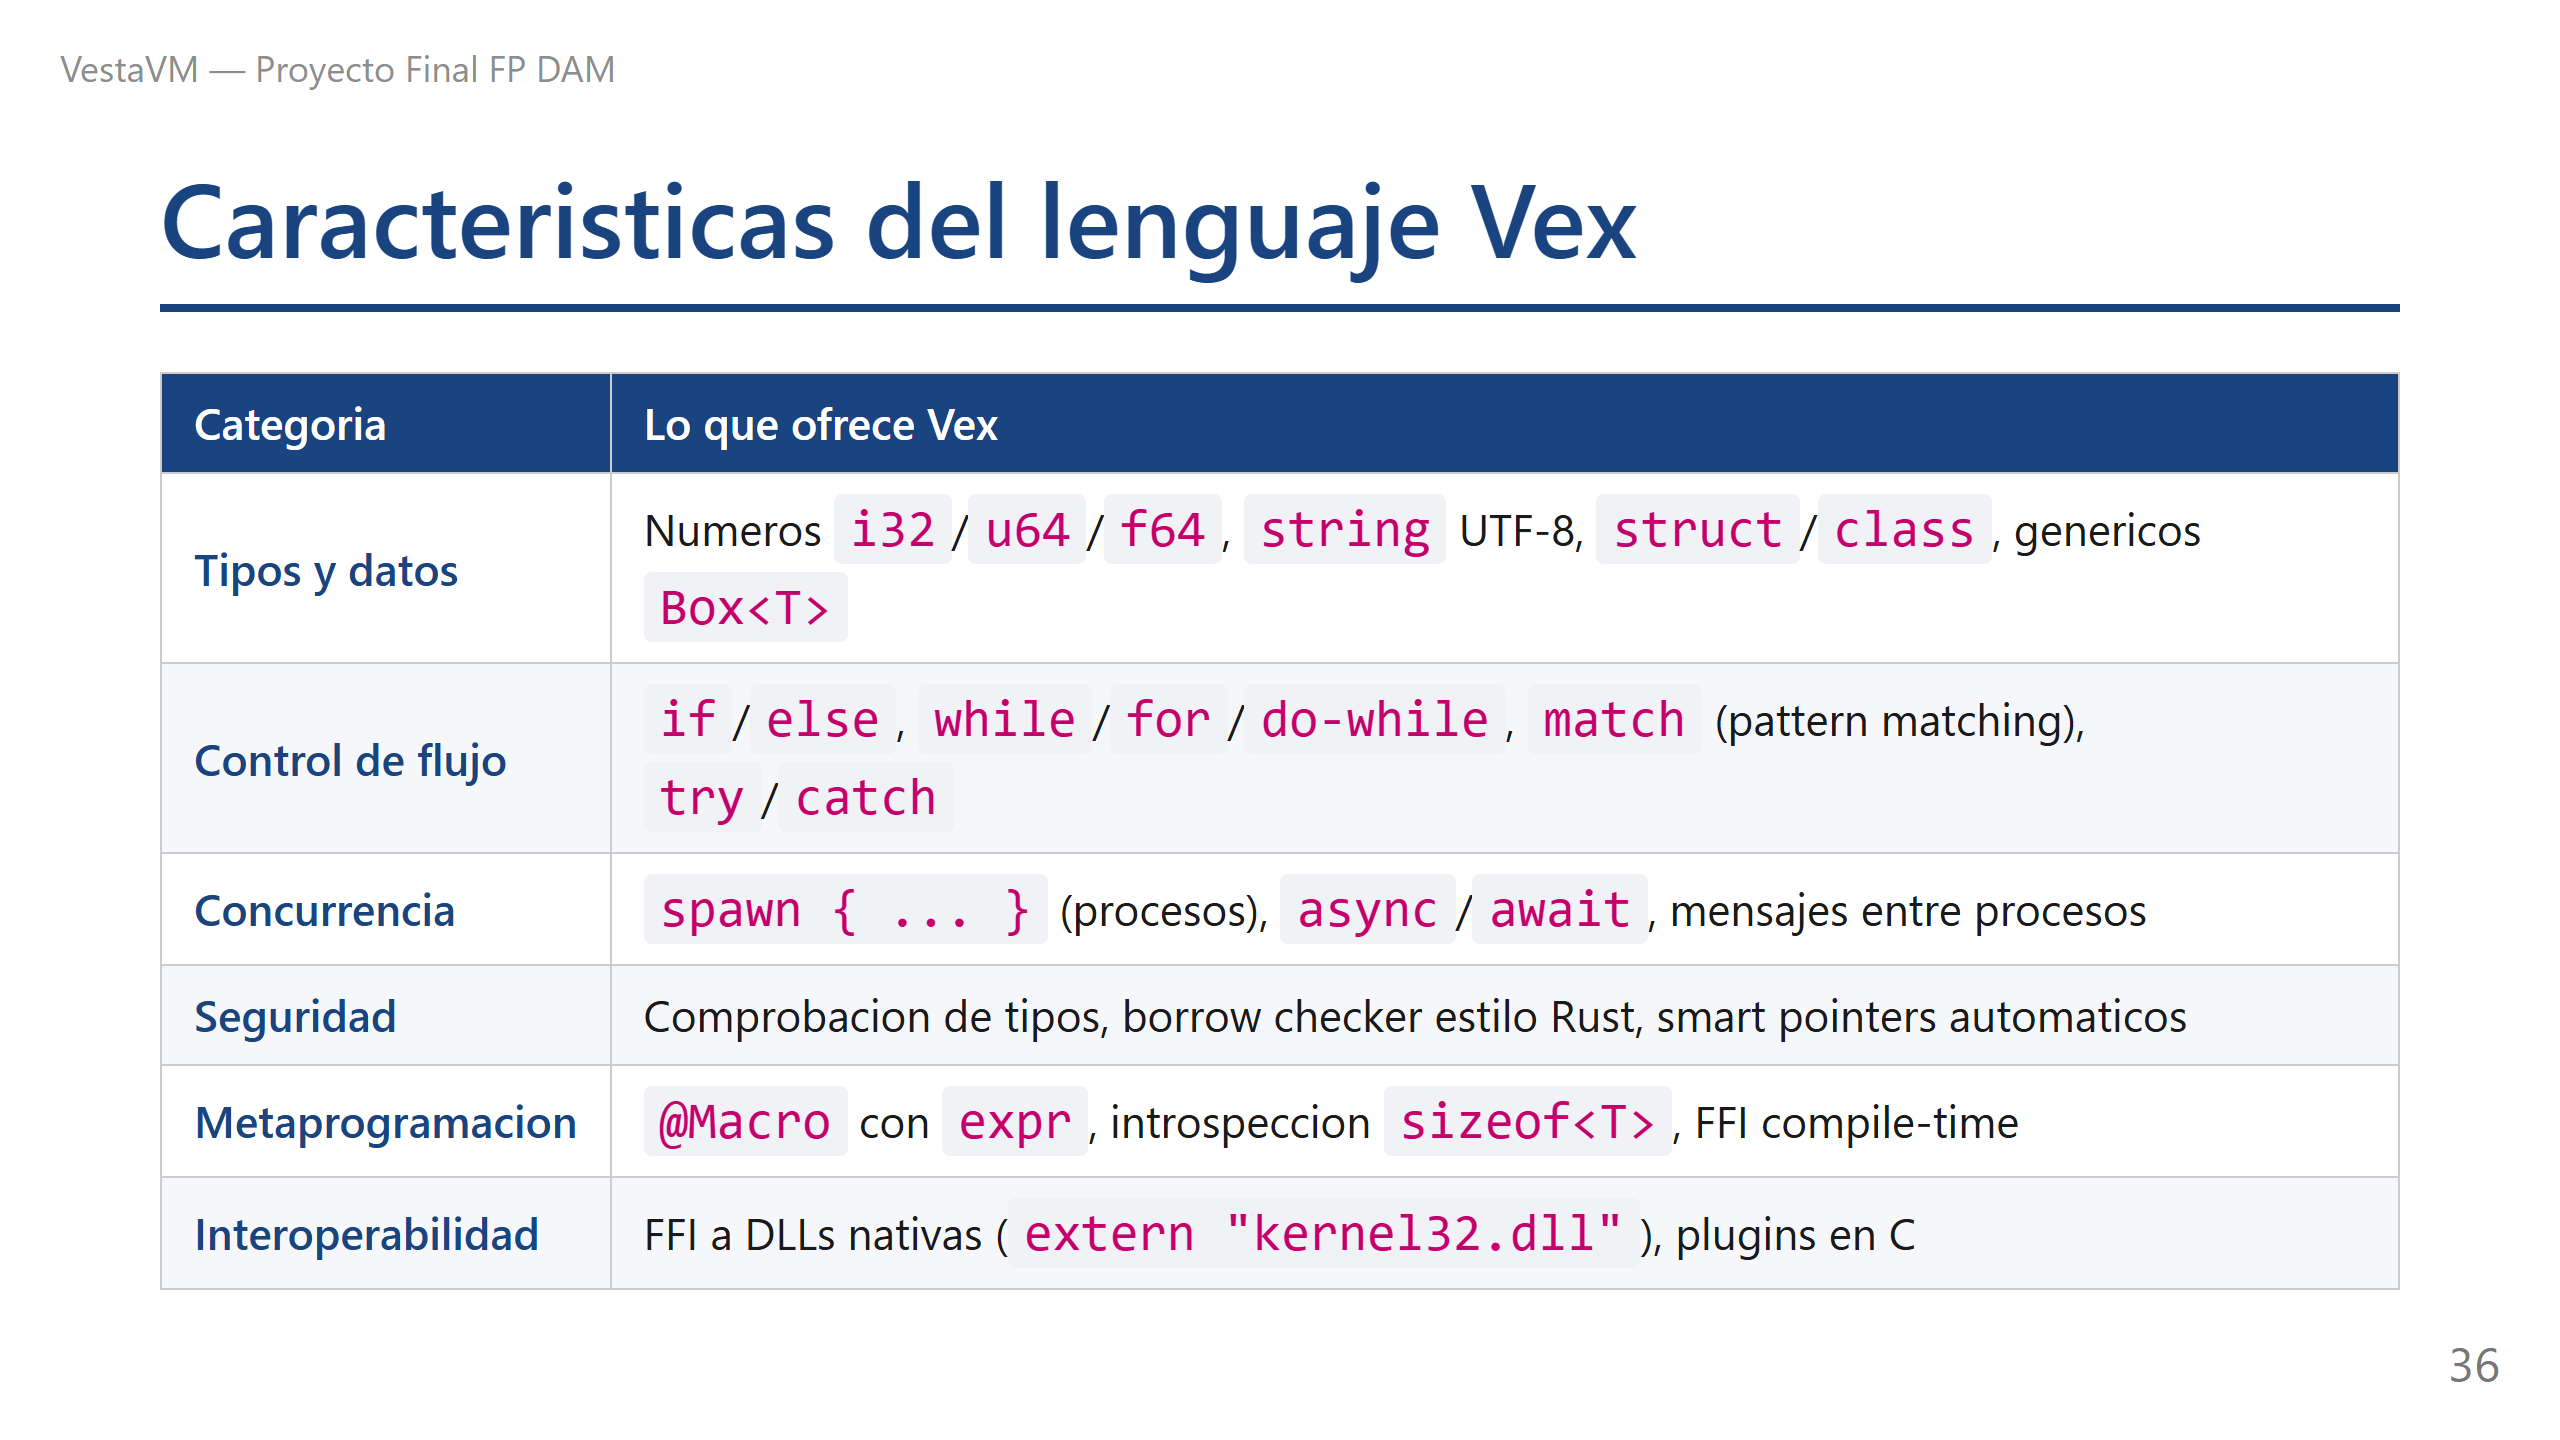 VestaVM — Proyecto Final FP DAM
Caracteristicas del lenguaje Vex
Categoria
Lo que ofrece Vex
Tipos y datos
Numeros i32/u64/f64, string UTF-8, struct/class, genericos
Box<T>
Control de flujo
if/else, while/for/do-while, match (pattern matching),
try/catch
Concurrencia
spawn { ... } (procesos), async/await, mensajes entre procesos
Seguridad
Comprobacion de tipos, borrow checker estilo Rust, smart pointers automaticos
Metaprogramacion
@Macro con expr, introspeccion sizeof<T>, FFI compile-time
Interoperabilidad
FFI a DLLs nativas (extern "kernel32.dll"), plugins en C
36